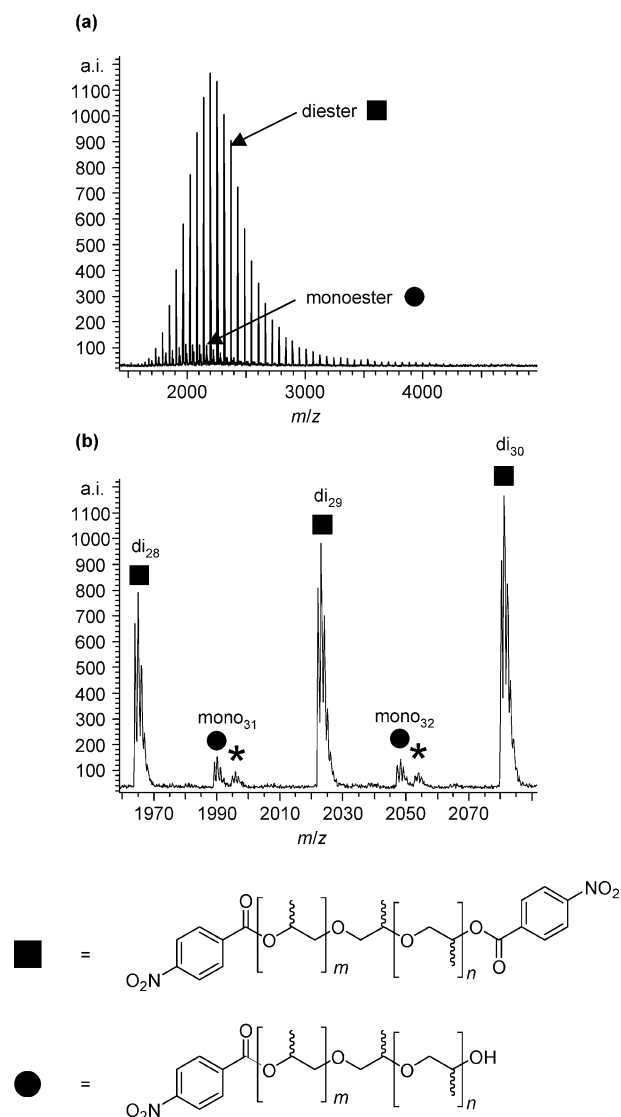 (a)
a.i.
1100
1000
900
800
700
600
500
400
300
200
100
diester
monoester
2000 3000 4000
m/z
(b)
a.i.
1100
1000
900
800
700
600
500
400
300
200
100
di28
mono31
*
di29
mono32
*
di30
1970 1990 2010 2030 2050 2070
m/z
= O2N O O m O O n O O NO2
= O2N O O m O O n OH